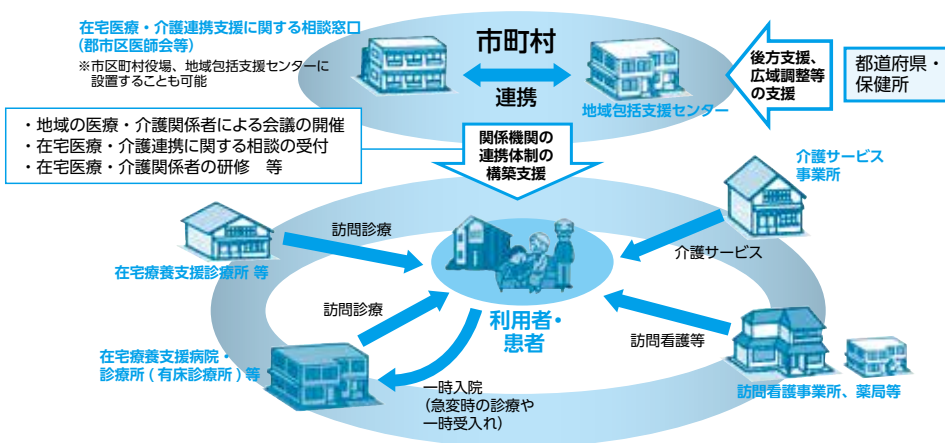 在宅医療・介護連携支援に関する相談窓口
(郡市区医師会等)
※市区町村役場、地域包括支援センターに
設置することも可能
市町村
連携
地域包括支援センター
後方支援、
広域調整等
の支援
都道府県・
保健所
・地域の医療・介護関係者による会議の開催
・在宅医療・介護連携に関する相談の受付
・在宅医療・介護関係者の研修　等
関係機関の
連携体制の
構築支援
介護サービス
事業所
訪問診療
介護サービス
在宅療養支援診療所 等
訪問診療
利用者・
患者
訪問看護等
在宅療養支援病院・
診療所 ( 有床診療所 ) 等
一時入院
（急変時の診療や
一時受入れ）
訪問看護事業所、薬局等